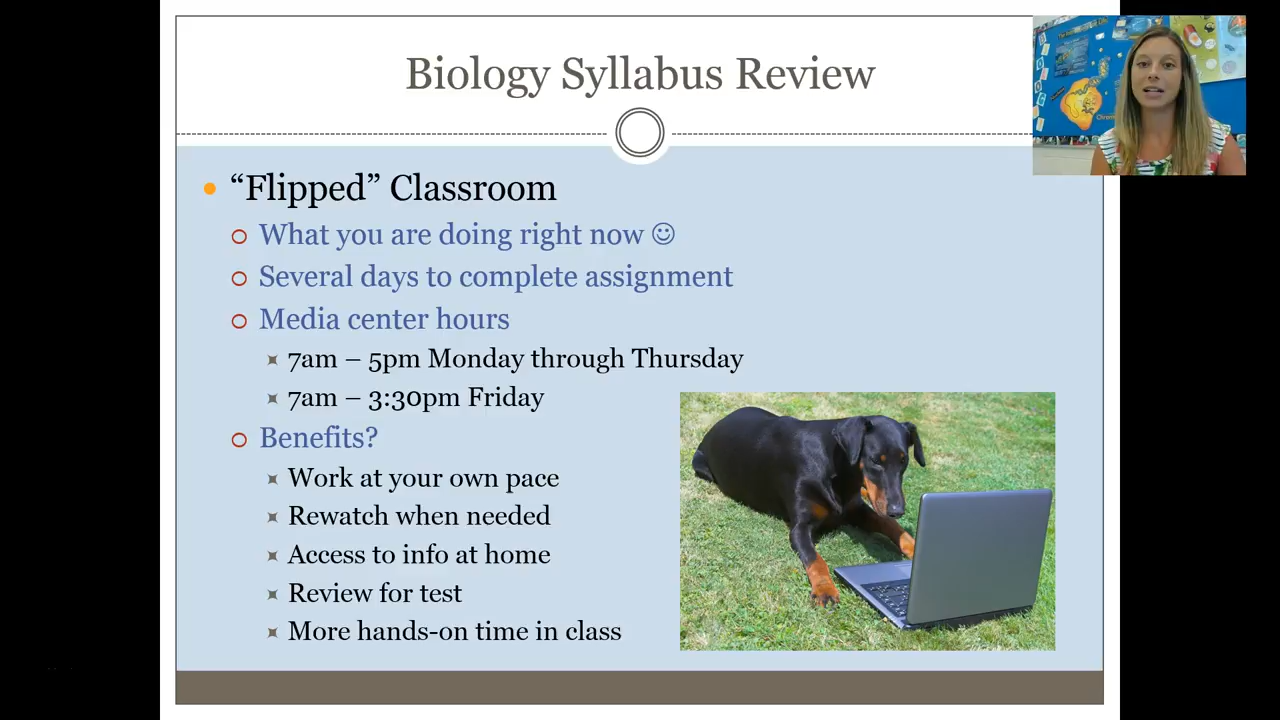 Biology Syllabus Review
“Flipped” Classroom
What you are doing right now ☺
Several days to complete assignment
Media center hours
7am – 5pm Monday through Thursday
7am – 3:30pm Friday
Benefits?
Work at your own pace
Rewatch when needed
Access to info at home
Review for test
More hands-on time in class